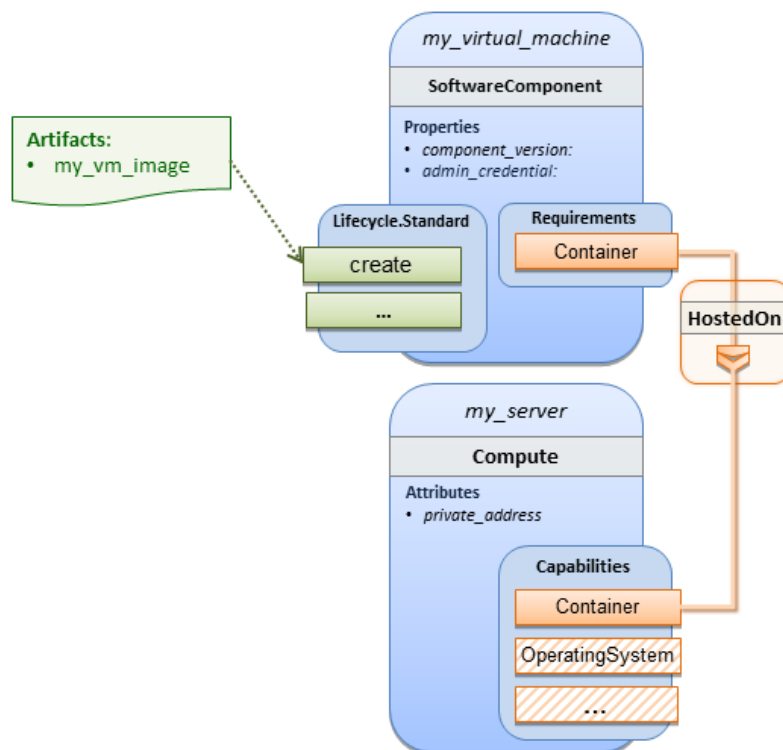 my_virtual_machine
SoftwareComponent
Artifacts:
• my_vm_image
Properties
• component_version:
• admin_credential:
Lifecycle.Standard
create
...
Requirements
Container
HostedOn
my_server
Compute
Attributes
• private_address
Capabilities
Container
OperatingSystem
...